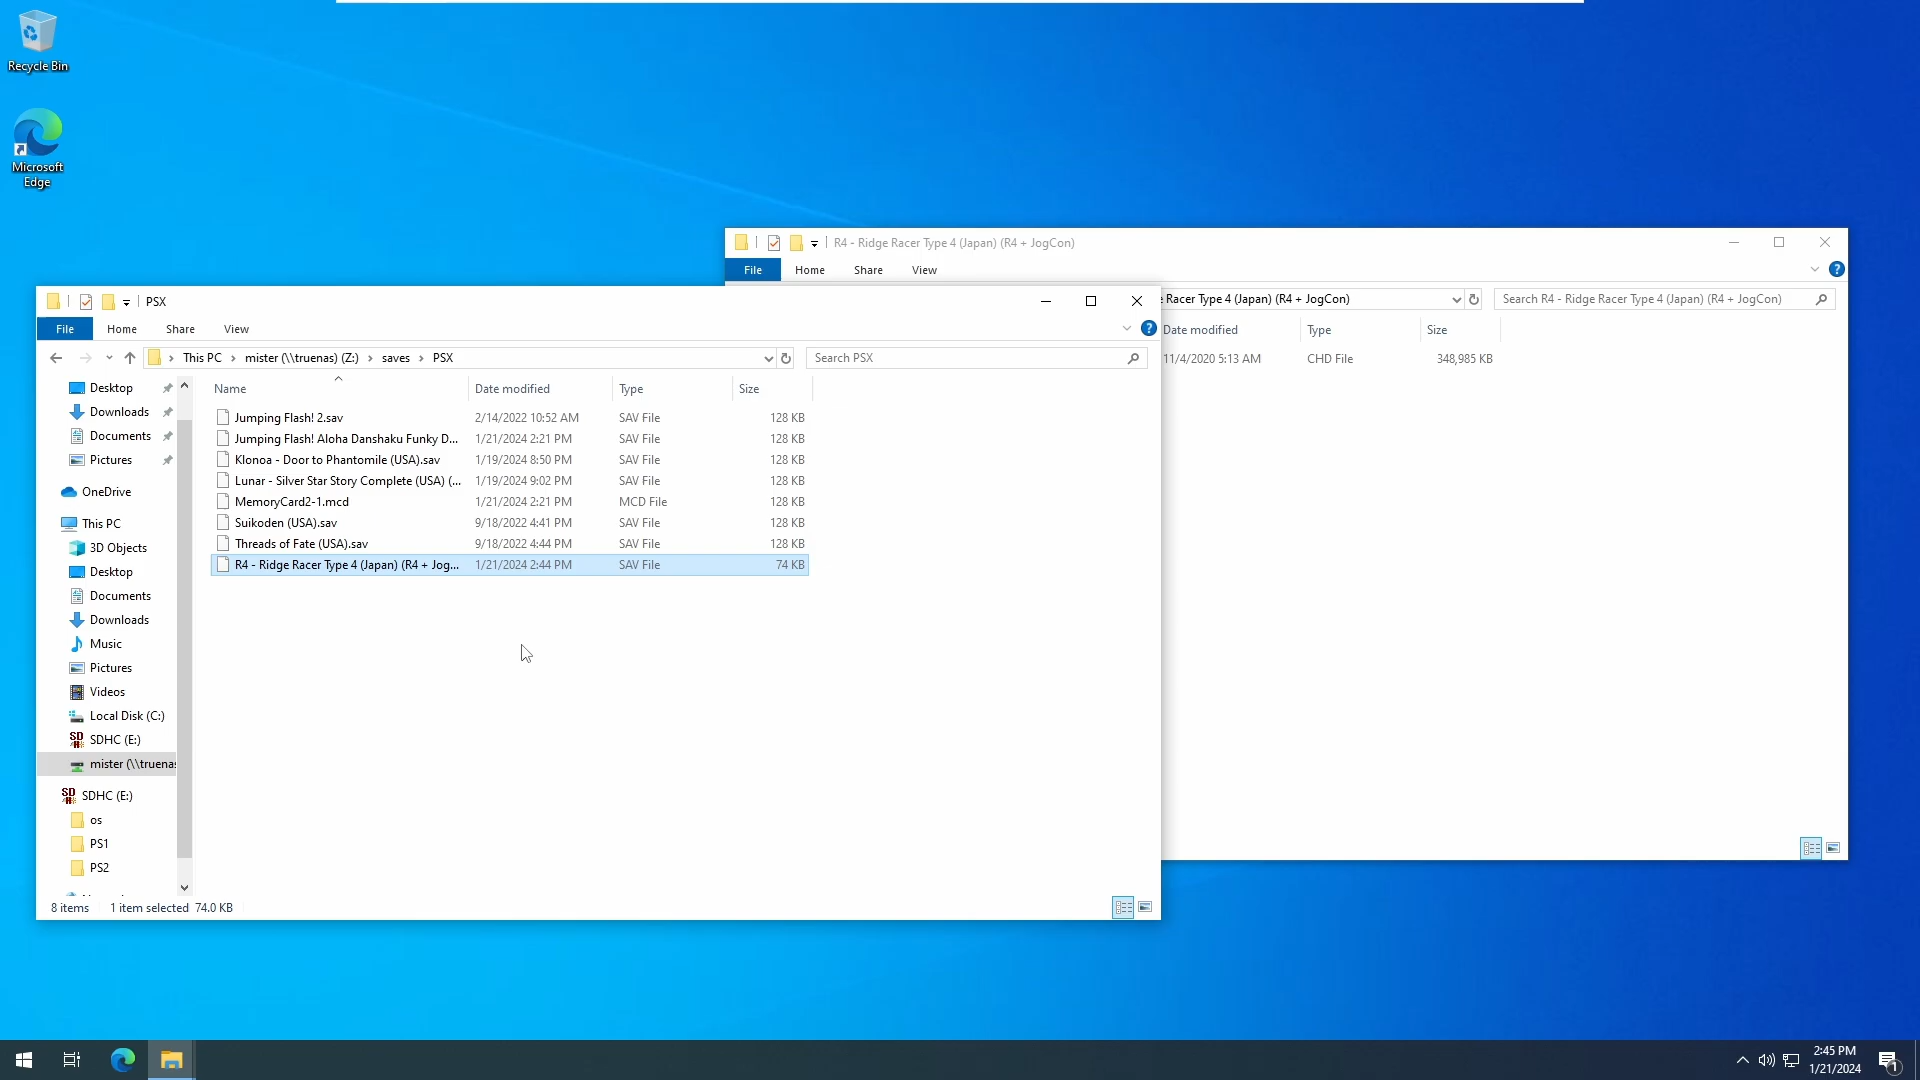 Recycle Bin
Microsoft
Edge
R4 - Ridge Racer Type 4 (Japan) (R4 + JogCon)
File Home Share View
e Racer Type 4 (Japan) (R4 + JogCon)
Search R4 - Ridge Racer Type 4 (Japan) (R4 + JogCon)
Date modified Type Size
11/4/2020 5:13 AM CHD File 348,985 KB
PSX
File Home Share View
This PC > mister (\\truenas) (Z:) > saves > PSX
Search PSX
Desktop
Downloads
Documents
Pictures
OneDrive
This PC
3D Objects
Desktop
Documents
Downloads
Music
Pictures
Videos
Local Disk (C:)
SDHC (E:)
mister (\\truenas
SDHC (E:)
os
PS1
PS2
Name Date modified Type Size
Jumping Flash! 2.sav 2/14/2022 10:52 AM SAV File 128 KB
Jumping Flash! Aloha Danshaku Funky D... 1/21/2024 2:21 PM SAV File 128 KB
Klonoa - Door to Phantomile (USA).sav 1/19/2024 8:50 PM SAV File 128 KB
Lunar - Silver Star Story Complete (USA) (... 1/19/2024 9:02 PM SAV File 128 KB
MemoryCard2-1.mcd 1/21/2024 2:21 PM MCD File 128 KB
Suikoden (USA).sav 9/18/2022 4:41 PM SAV File 128 KB
Threads of Fate (USA).sav 9/18/2022 4:44 PM SAV File 128 KB
R4 - Ridge Racer Type 4 (Japan) (R4 + Jog... 1/21/2024 2:44 PM SAV File 74 KB
8 items 1 item selected 74.0 KB
2:45 PM
1/21/2024
1